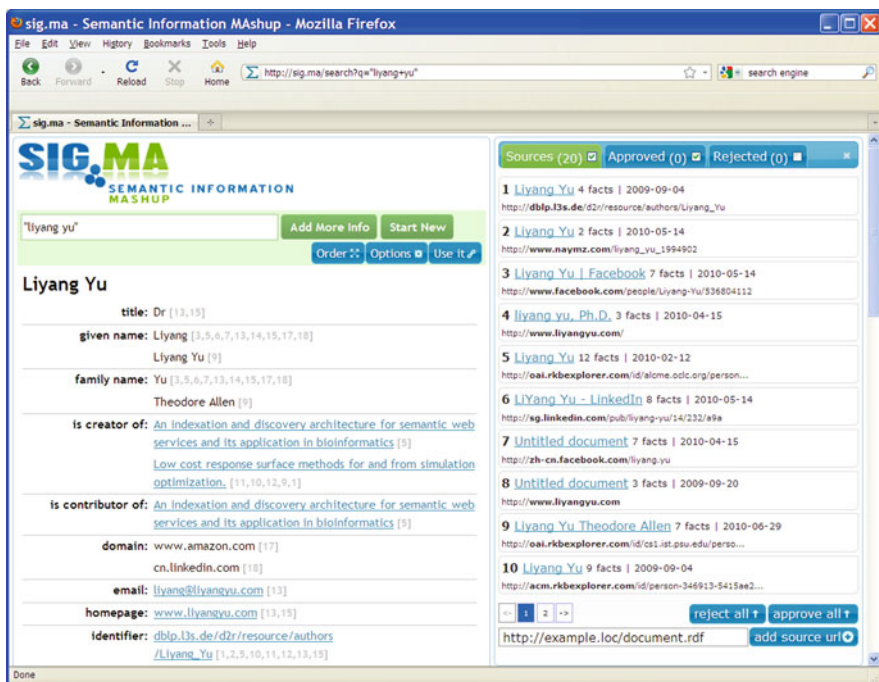 sig.ma - Semantic Information MAshup - Mozilla Firefox
File Edit View History Bookmarks Tools Help
Back Forward Reload Stop Home http://sig.ma/search?q="liyang+yu" search engine
sig.ma - Semantic Information ...
SIG.MA
SEMANTIC INFORMATION
MASHUP
"liyang yu" Add More Info Start New
Order Options Use it
Liyang Yu
title: Dr [13,15]
given name: Liyang [3,5,6,7,13,14,15,17,18]
Liyang Yu [9]
family name: Yu [3,5,6,7,13,14,15,17,18]
Theodore Allen [9]
is creator of: An indexation and discovery architecture for semantic web
services and its application in bioinformatics [5]
Low cost response surface methods for and from simulation
optimization. [11,10,12,9,1]
is contributor of: An indexation and discovery architecture for semantic web
services and its application in bioinformatics [5]
domain: www.amazon.com [17]
cn.linkedin.com [18]
email: liyang@liyangyu.com [13]
homepage: www.liyangyu.com [13,15]
identifier: dblp.l3s.de/d2r/resource/authors
/Liyang_Yu [1,2,5,10,11,12,13,15]
Sources (20) Approved (0) Rejected (0)
1 Liyang Yu 4 facts | 2009-09-04
http://dblp.l3s.de/d2r/resource/authors/Liyang_Yu
2 Liyang Yu 2 facts | 2010-05-14
http://www.naymz.com/liyang_yu_1994902
3 Liyang Yu | Facebook 7 facts | 2010-05-14
http://www.facebook.com/people/Liyang-Yu/536804112
4 liyang yu, Ph.D. 3 facts | 2010-04-15
http://www.liyangyu.com/
5 Liyang Yu 12 facts | 2010-02-12
http://oai.rkbexplorer.com/id/alcme.oclc.org/person...
6 LiYang Yu - LinkedIn 8 facts | 2010-05-14
http://sg.linkedin.com/pub/liyang-yu/14/232/a9a
7 Untitled document 7 facts | 2010-04-15
http://zh-cn.facebook.com/liyang.yu
8 Untitled document 3 facts | 2009-09-20
http://www.liyangyu.com
9 Liyang Yu Theodore Allen 7 facts | 2010-06-29
http://oai.rkbexplorer.com/id/cs1.ist.psu.edu/perso...
10 Liyang Yu 9 facts | 2009-09-04
http://acm.rkbexplorer.com/id/person-346913-5415ae2...
<- 1 2 -> reject all approve all
http://example.loc/document.rdf add source url
Done